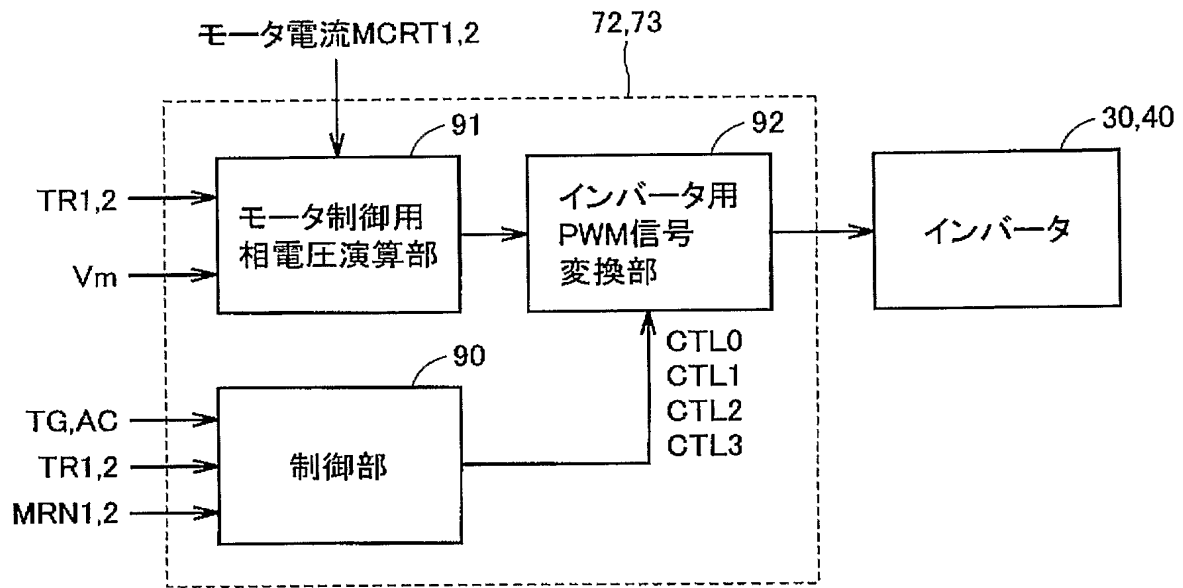 モータ電流MCRT1,2
72,73
91
92
30,40
TR1,2
Vm
モータ制御用
相電圧演算部
インバータ用
PWM信号
変換部
インバータ
CTL0
CTL1
CTL2
CTL3
90
TG,AC
TR1,2
MRN1,2
制御部